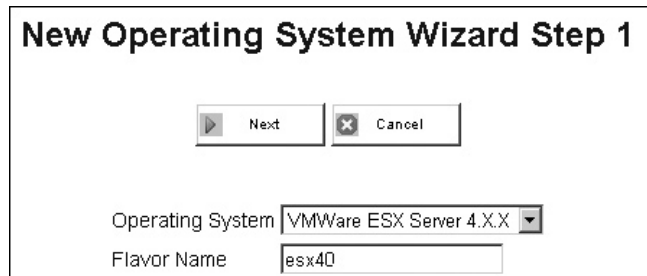 New Operating System Wizard Step 1
Next Cancel
Operating System VMWare ESX Server 4.X.X
Flavor Name esx40